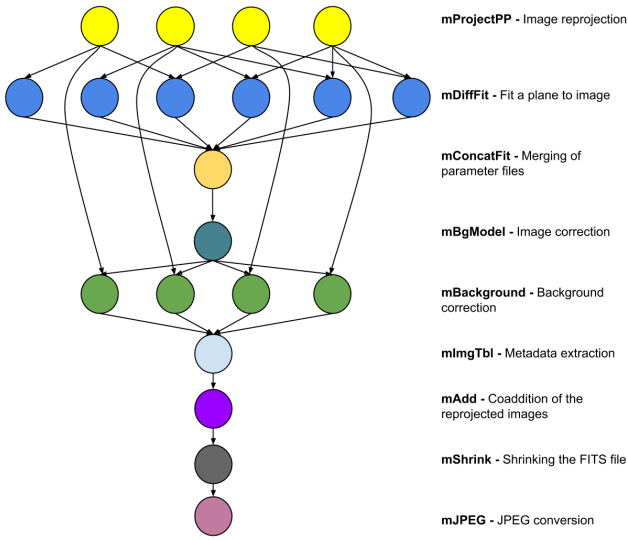 mProjectPP - Image reprojection
mDiffFit - Fit a plane to image
mConcatFit - Merging of
parameter files
mBgModel - Image correction
mBackground - Background
correction
mImgTbl - Metadata extraction
mAdd - Coaddition of the
reprojected images
mShrink - Shrinking the FITS file
mJPEG - JPEG conversion